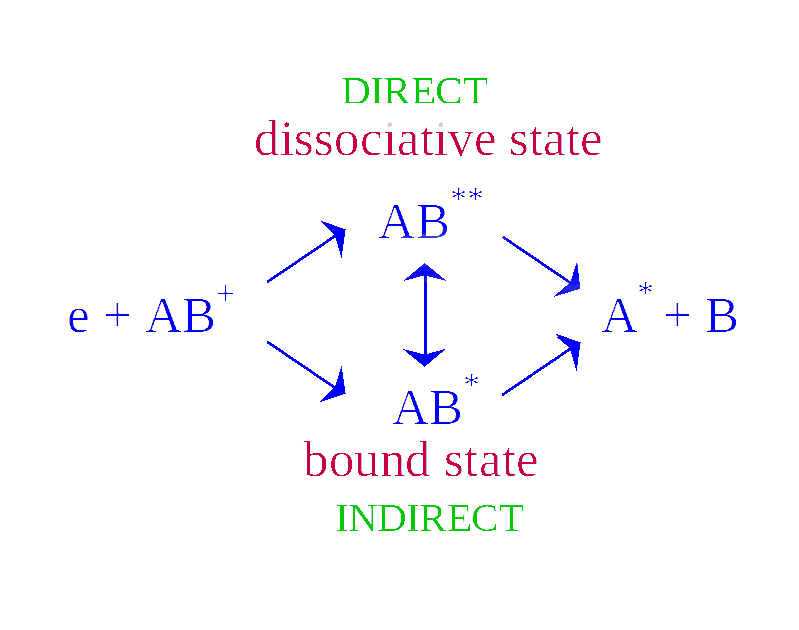 DIRECT
dissociative state
AB**
e + AB+
A* + B
AB*
bound state
INDIRECT